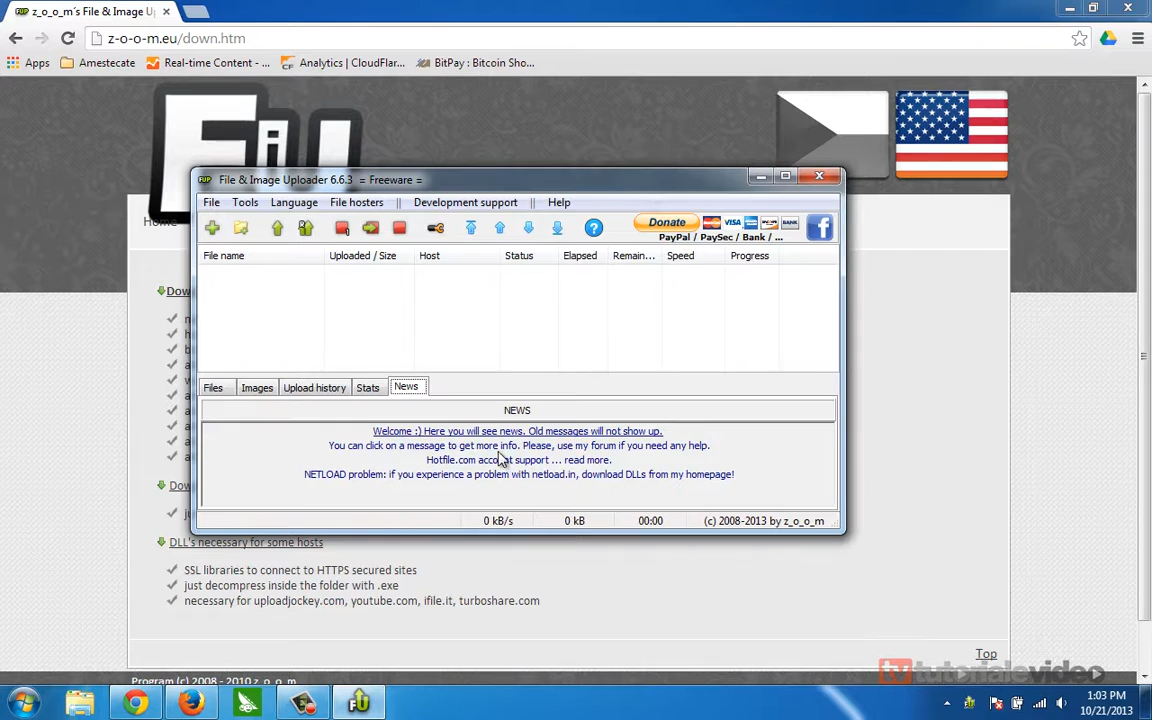 z_o_o_m's File & Image U
z-o-o-m.eu/down.htm
Apps
Amestecate
Real-time Content - ...
Analytics | CloudFlar...
BitPay : Bitcoin Sho...
FiU
Home
File & Image Uploader 6.6.3 = Freeware =
File
Tools
Language
||
File hosters
||
Development support
||
Help
Donate
VISA
BANK
PayPal / PaySec / Bank / ...
File name
Uploaded / Size
Host
Status
Elapsed
Remain...
Speed
Progress
Files
Images
Upload history
Stats
News
NEWS
Welcome :) Here you will see news. Old messages will not show up.
You can click on a message to get more info. Please, use my forum if you need any help.
Hotfile.com account support ... read more.
NETLOAD problem: if you experience a problem with netload.in, download DLLs from my homepage!
0 kB/s
0 kB
00:00
(c) 2008-2013 by z_o_o_m
DLL's necessary for some hosts
SSL libraries to connect to HTTPS secured sites
just decompress inside the folder with .exe
necessary for uploadjockey.com, youtube.com, ifile.it, turboshare.com
Top
Program (c) 2008 - 2010 z_o_o_m
tvtutorialevideo
1:03 PM
10/21/2013